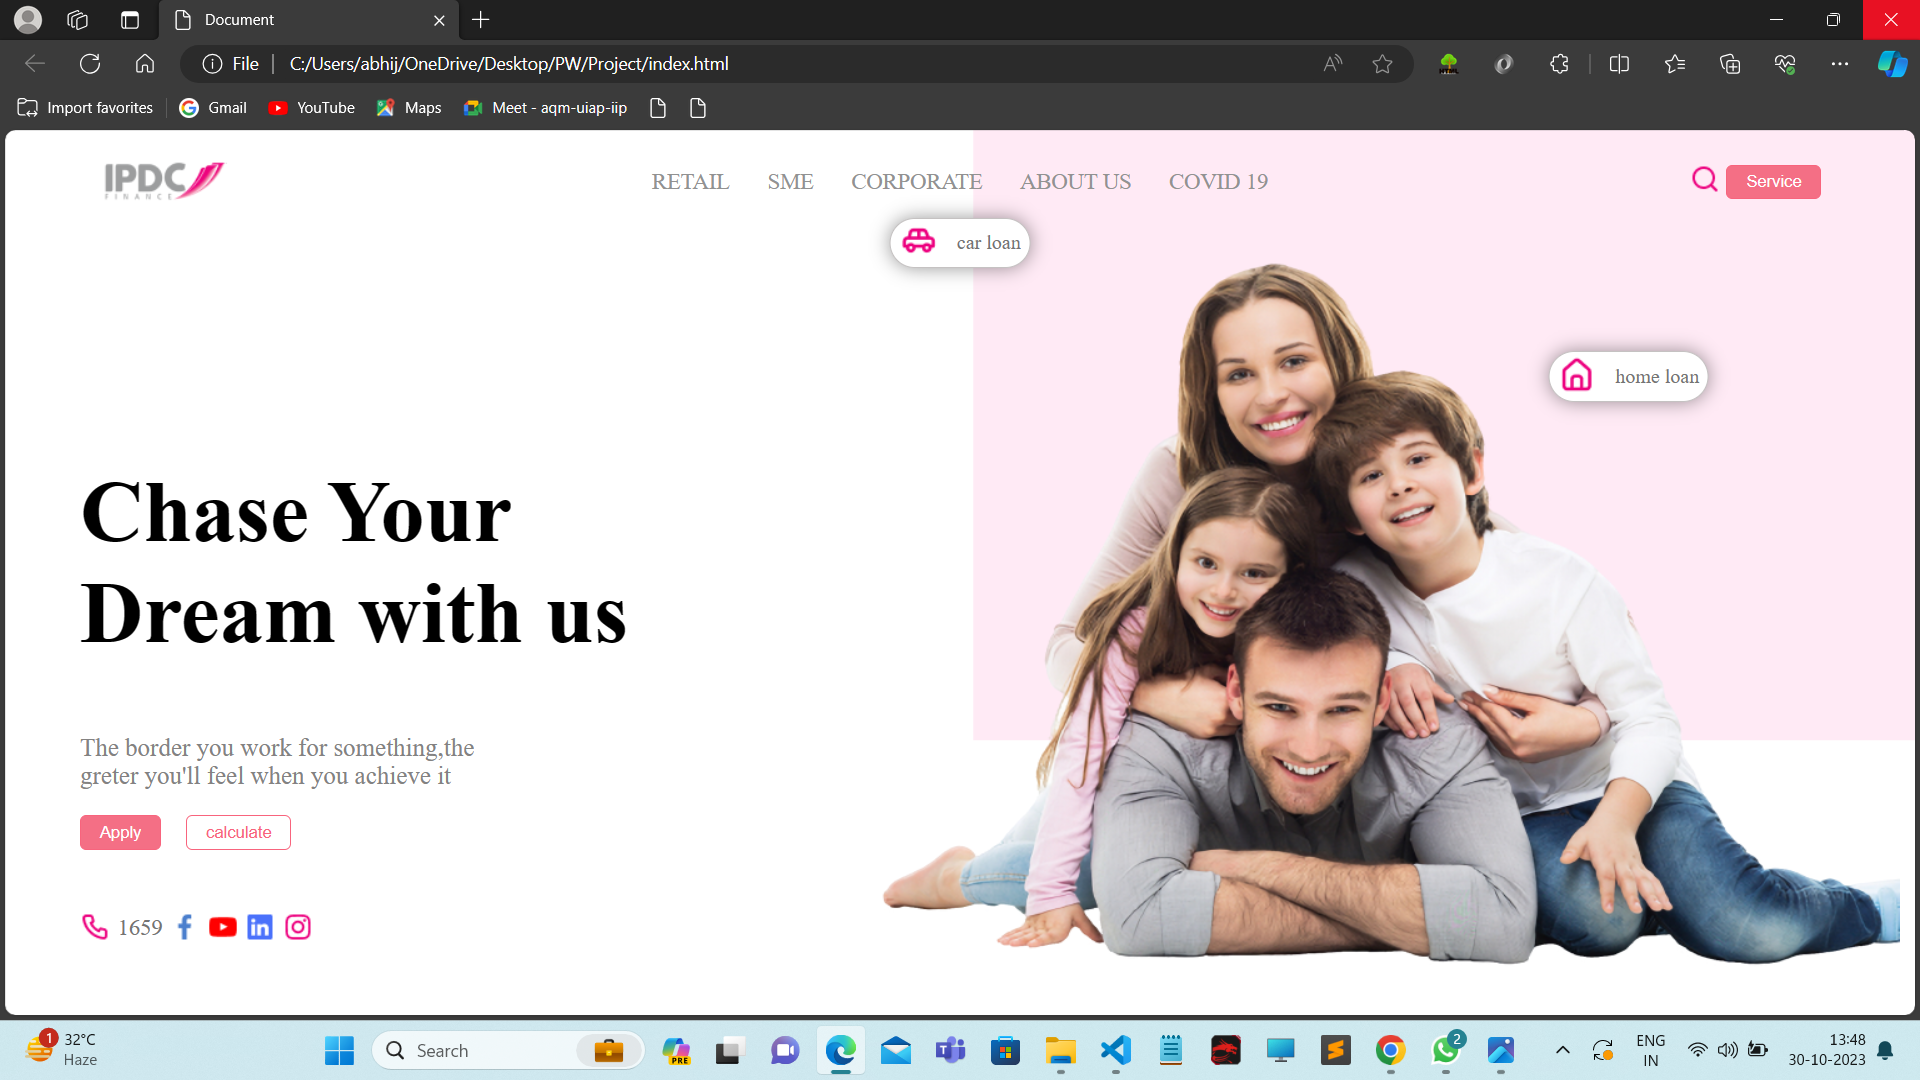 Document
File
C:/Users/abhij/OneDrive/Desktop/PW/Project/index.html
Import favorites
Gmail
YouTube
Maps
Meet - aqm-uiap-iip
IPDC
FINANCE
RETAIL
SME
CORPORATE
ABOUT US
COVID 19
Service
car loan
home loan
Chase Your
Dream with us
The border you work for something,the
greter you'll feel when you achieve it
Apply
calculate
1659
1
32°C
Haze
Search
PRE
2
ENG
IN
13:48
30-10-2023